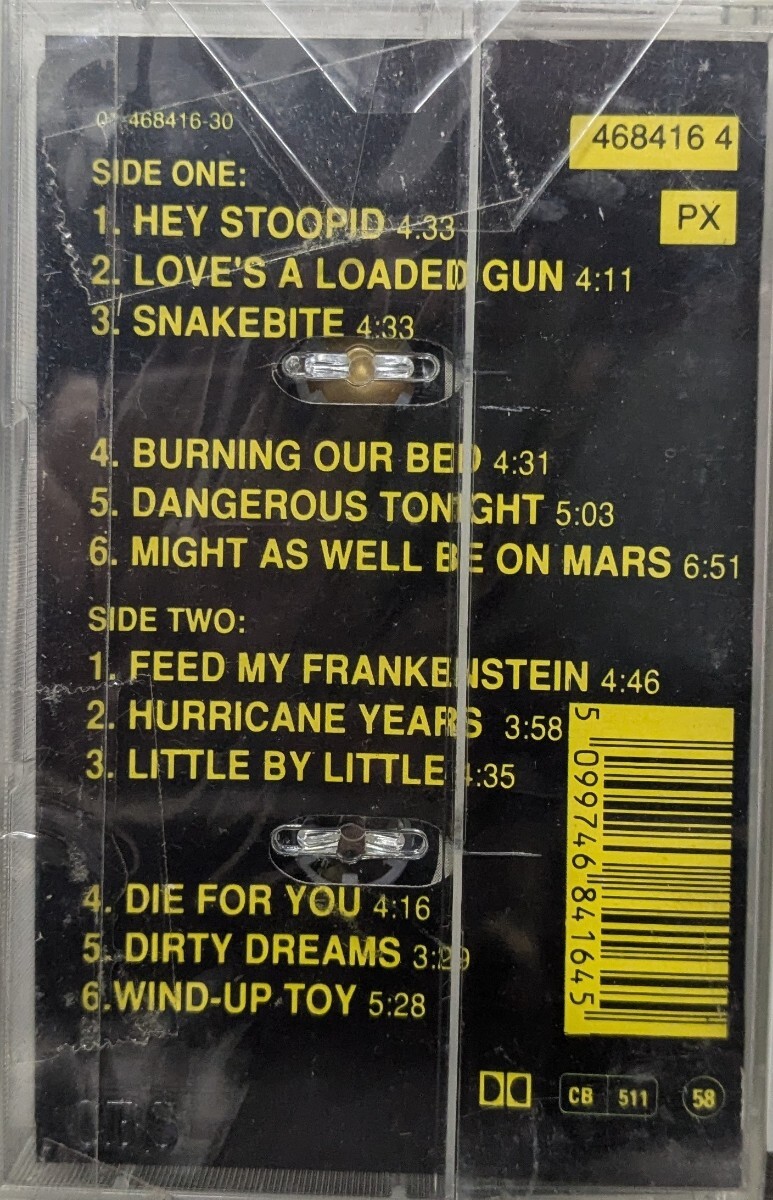 468416-30
468416 4
PX
SIDE ONE:
1. HEY STOOPID 4:33
2. LOVE'S A LOADED GUN 4:11
3. SNAKEBITE 4:33
4. BURNING OUR BED 4:31
5. DANGEROUS TONIGHT 5:03
6. MIGHT AS WELL BE ON MARS 6:51
SIDE TWO:
1. FEED MY FRANKENSTEIN 4:46
2. HURRICANE YEARS 3:58
3. LITTLE BY LITTLE 4:35
4. DIE FOR YOU 4:16
5. DIRTY DREAMS 3:29
6.WIND-UP TOY 5:28
5 099746 841645
CB 511
58
CBS